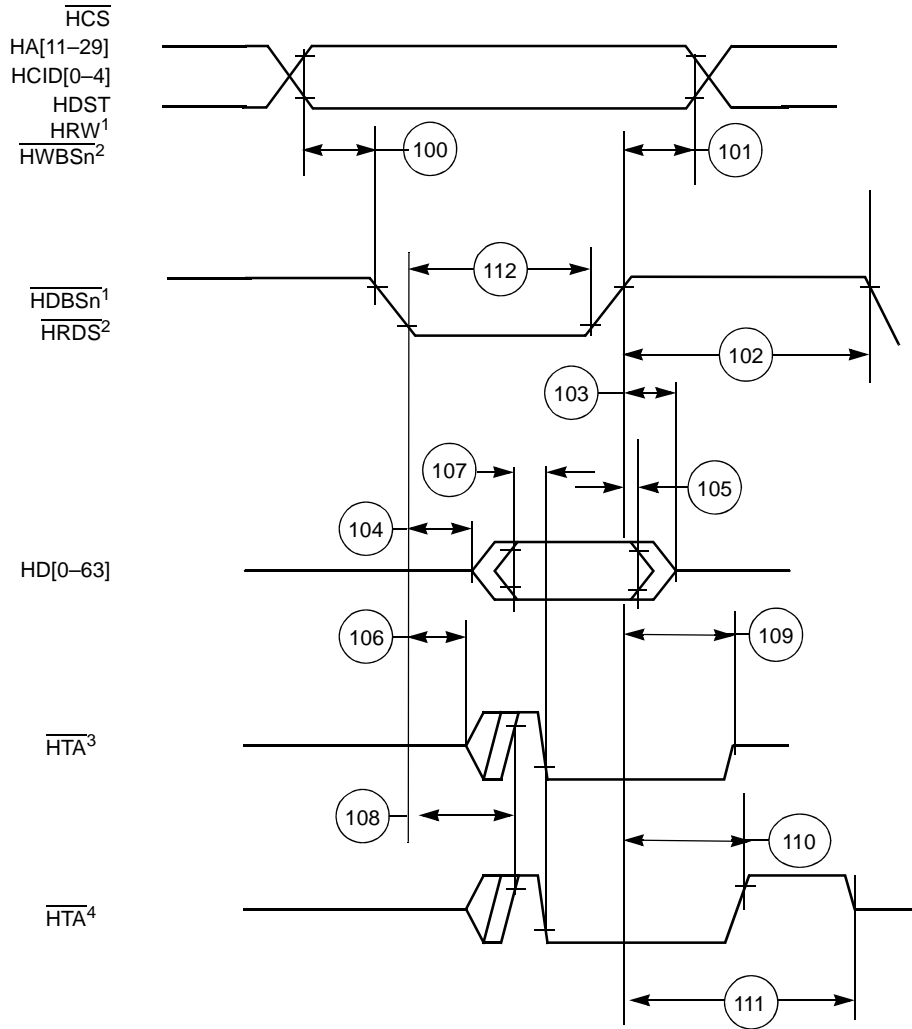 HCS
HA[11–29]
HCID[0–4]
HDST
HRW1
HWBSn2
100
101
112
HDBSn1
HRDS2
102
103
107
105
104
HD[0–63]
106
109
HTA3
108
110
HTA4
111